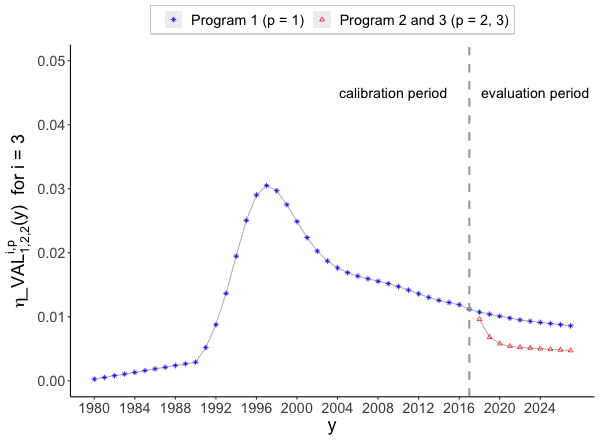 Program 1 (p = 1) Program 2 and 3 (p = 2, 3)
calibration period evaluation period
0.05
0.04
0.03
0.02
0.01
0.00
η_VAL^{i,p}_{1,2,2}(y) for i = 3
1980 1984 1988 1992 1996 2000 2004 2008 2012 2016 2020 2024
y